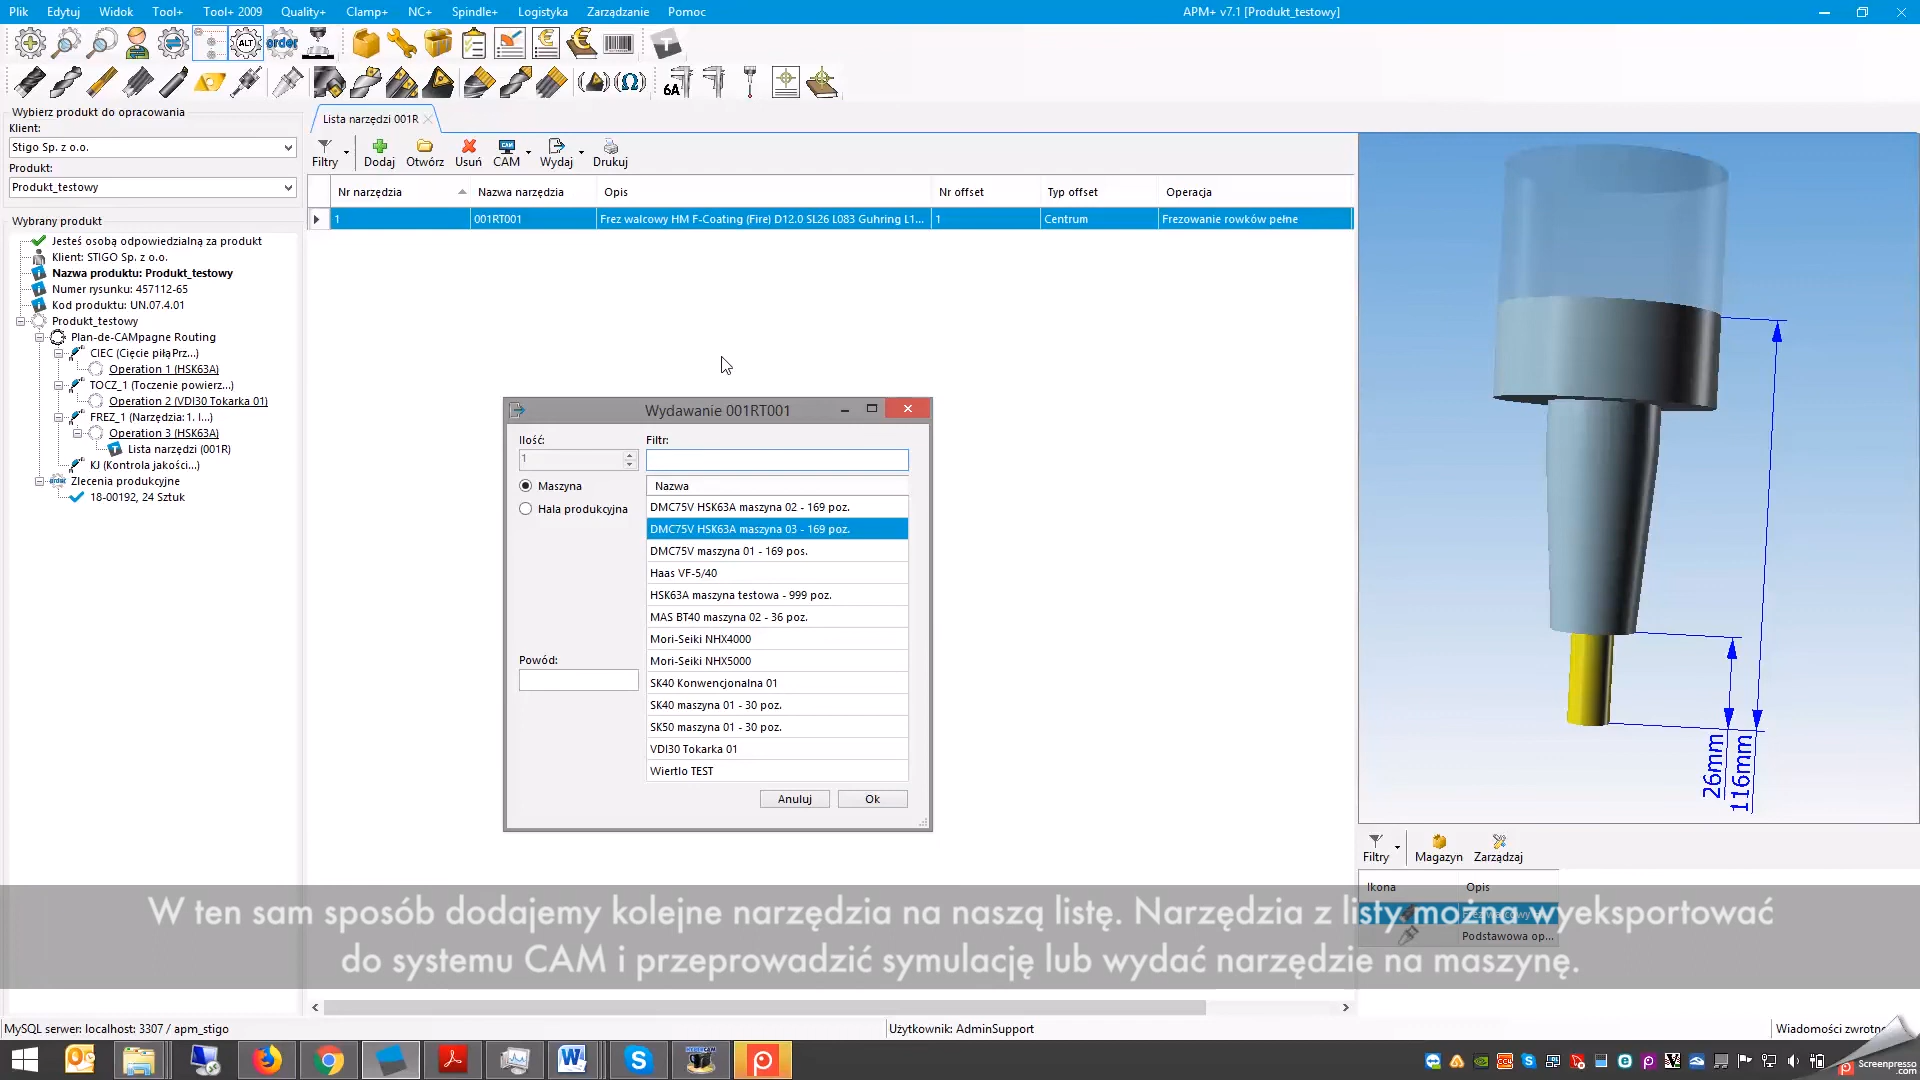 Plik Edytuj Widok Tool+ Tool+ 2009 Quality+ Clamp+ NC+ Spindle+ Logistyka Zarządzanie Pomoc
APM+ v7.1 [Produkt_testowy]
ALT
order
6A
Wybierz produkt do opracowania
Klient:
Stigo Sp. z o.o.
Produkt:
Produkt_testowy
Wybrany produkt
Jesteś osobą odpowiedzialną za produkt
Klient: STIGO Sp. z o.o.
Nazwa produktu: Produkt_testowy
Numer rysunku: 457112-65
Kod produktu: UN.07.4.01
Produkt_testowy
Plan-de-CAMpagne Routing
CIEC (Cięcie piłąPrz...)
Operation 1 (HSK63A)
TOCZ_1 (Toczenie powierz...)
Operation 2 (VDI30 Tokarka 01)
FREZ_1 (Narzędzia: 1. I...)
Operation 3 (HSK63A)
Lista narzędzi (001R)
KJ (Kontrola jakości...)
Zlecenia produkcyjne
18-00192, 24 Sztuk
Lista narzędzi 001R
Filtry Dodaj Otwórz Usuń CAM Wydaj Drukuj
Nr narzędzia Nazwa narzędzia Opis Nr offset Typ offset Operacja
1 001RT001 Frez walcowy HM F-Coating (Fire) D12.0 SL26 L083 Guhring L1... 1 Centrum Frezowanie rowków pełne
Wydawanie 001RT001
Ilość:
1
Filtr:
Maszyna
Hala produkcyjna
Powód:
Nazwa
DMC75V HSK63A maszyna 02 - 169 poz.
DMC75V HSK63A maszyna 03 - 169 poz.
DMC75V maszyna 01 - 169 pos.
Haas VF-5/40
HSK63A maszyna testowa - 999 poz.
MAS BT40 maszyna 02 - 36 poz.
Mori-Seiki NHX4000
Mori-Seiki NHX5000
SK40 Konwencjonalna 01
SK40 maszyna 01 - 30 poz.
SK50 maszyna 01 - 30 poz.
VDI30 Tokarka 01
Wiertlo TEST
Anuluj Ok
26mm
116mm
Filtry Magazyn Zarządzaj
Ikona Opis
Podstawowa op...
W ten sam sposób dodajemy kolejne narzędzia na naszą listę. Narzędzia z listy można wyeksportować
do systemu CAM i przeprowadzić symulację lub wydać narzędzie na maszynę.
MySQL serwer: localhost: 3307 / apm_stigo
Użytkownik: AdminSupport
Wiadomości zwrotne
Screenpresso
.com